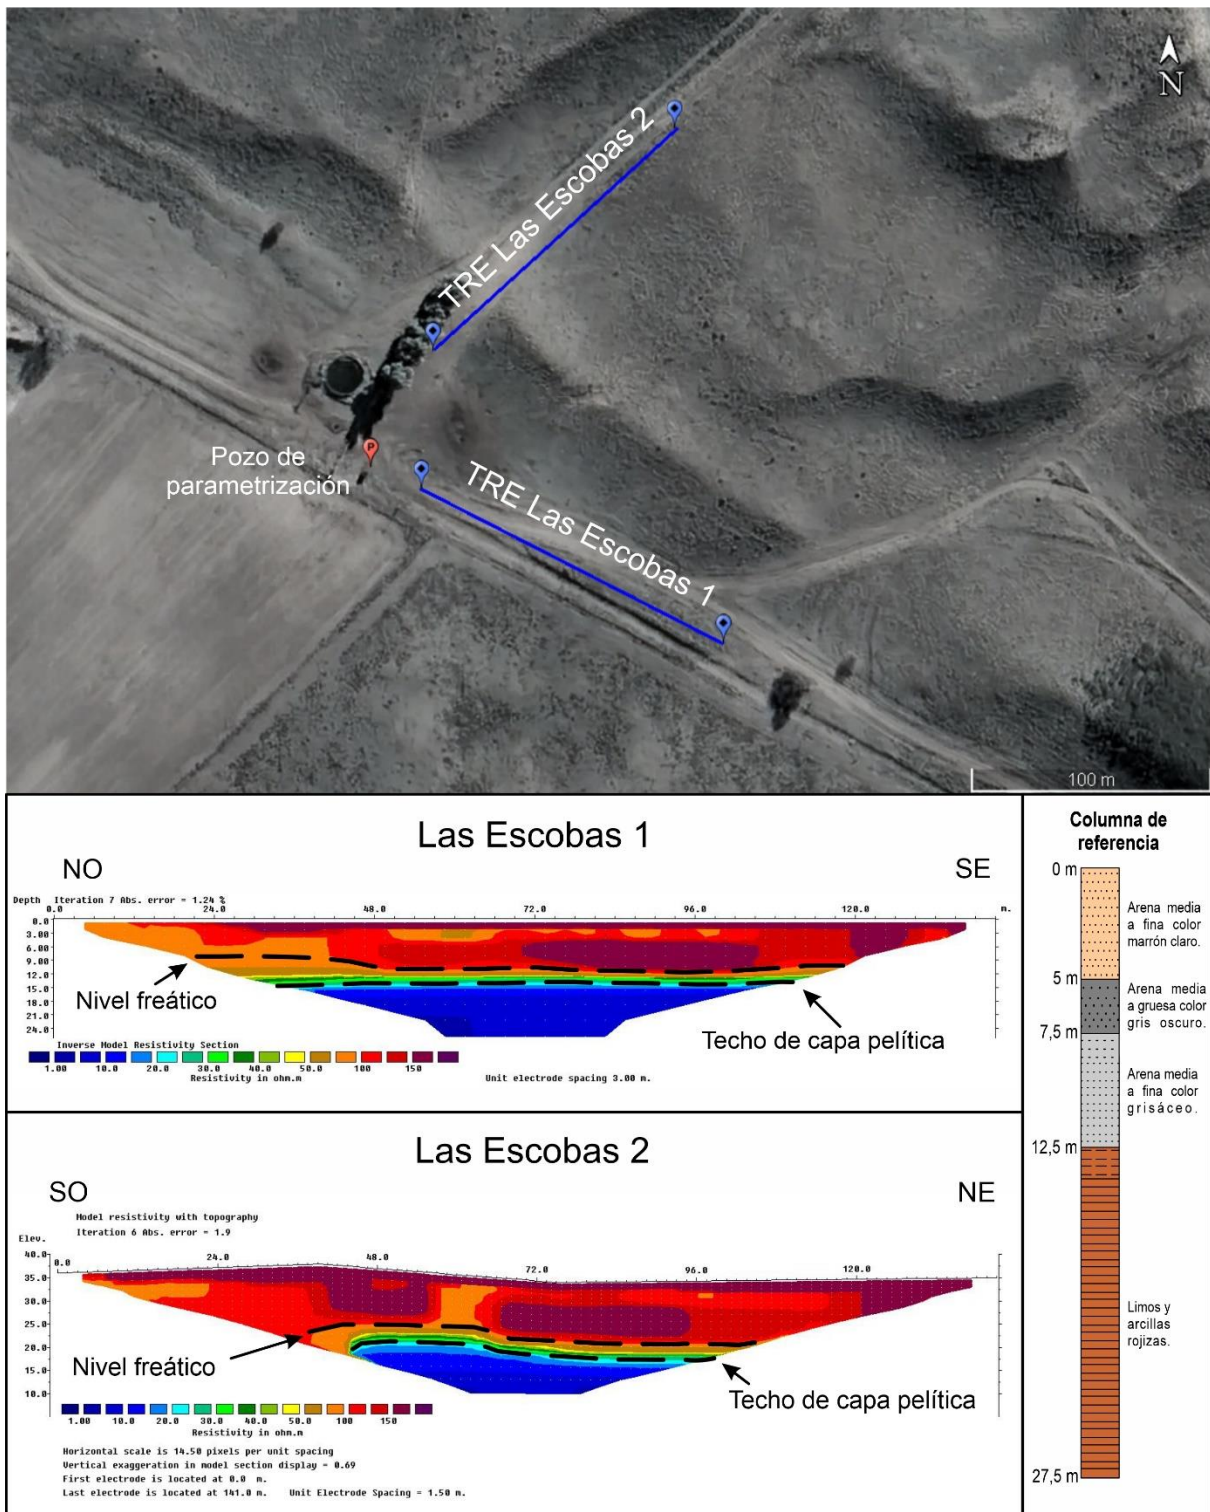 N
TRE Las Escobas 2
Pozo de
parametrización
P
TRE Las Escobas 1
100 m
Las Escobas 1
NO
SE
Depth Iteration 7 Abs. error = 1.24 %
0.0 24.0 48.0 72.0 96.0 120.0 m.
0.0
3.00
6.00
9.00
12.0
15.0
18.0
21.0
24.0
Nivel freático
Techo de capa pelítica
Inverse Model Resistivity Section
1.00 10.0 20.0 30.0 40.0 50.0 100 150
Resistivity in ohm.m
Unit electrode spacing 3.00 m.
Las Escobas 2
SO
NE
Model resistivity with topography
Iteration 6 Abs. error = 1.9
Elev.
0.0 24.0 48.0 72.0 96.0 120.0
40.0
35.0
30.0
25.0
20.0
15.0
10.0
Nivel freático
Techo de capa pelítica
1.00 10.0 20.0 30.0 40.0 50.0 100 150
Resistivity in ohm.m
Horizontal scale is 14.50 pixels per unit spacing
Vertical exaggeration in model section display = 0.69
First electrode is located at 0.0 m.
Last electrode is located at 141.0 m. Unit Electrode Spacing = 1.50 m.
Columna de
referencia
0 m
Arena media
a fina color
marrón claro.
5 m
Arena media
a gruesa color
gris oscuro.
7,5 m
Arena media
a fina color
grisáceo.
12,5 m
Limos y
arcillas
rojizas.
27,5 m